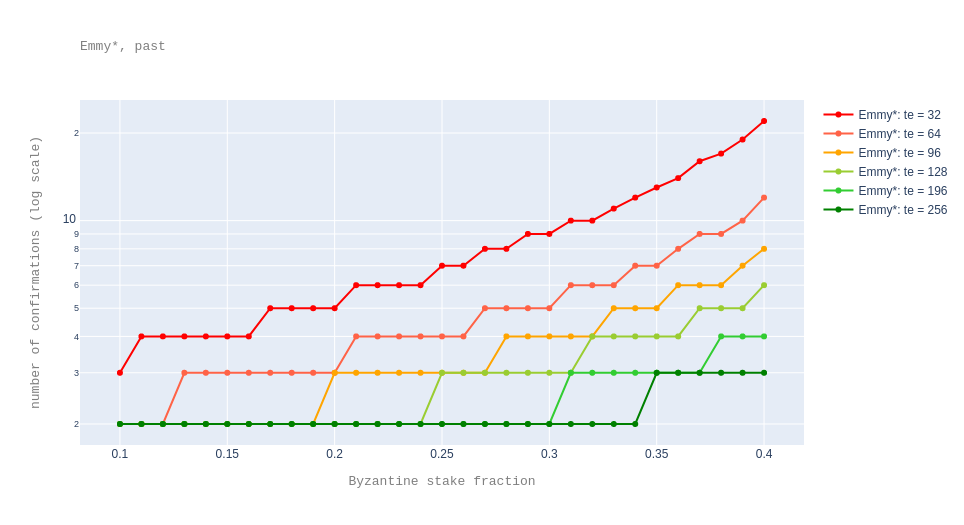 Emmy*, past
number of confirmations (log scale)
2
10
9
8
7
6
5
4
3
2
0.1 0.15 0.2 0.25 0.3 0.35 0.4
Byzantine stake fraction
Emmy*: te = 32
Emmy*: te = 64
Emmy*: te = 96
Emmy*: te = 128
Emmy*: te = 196
Emmy*: te = 256